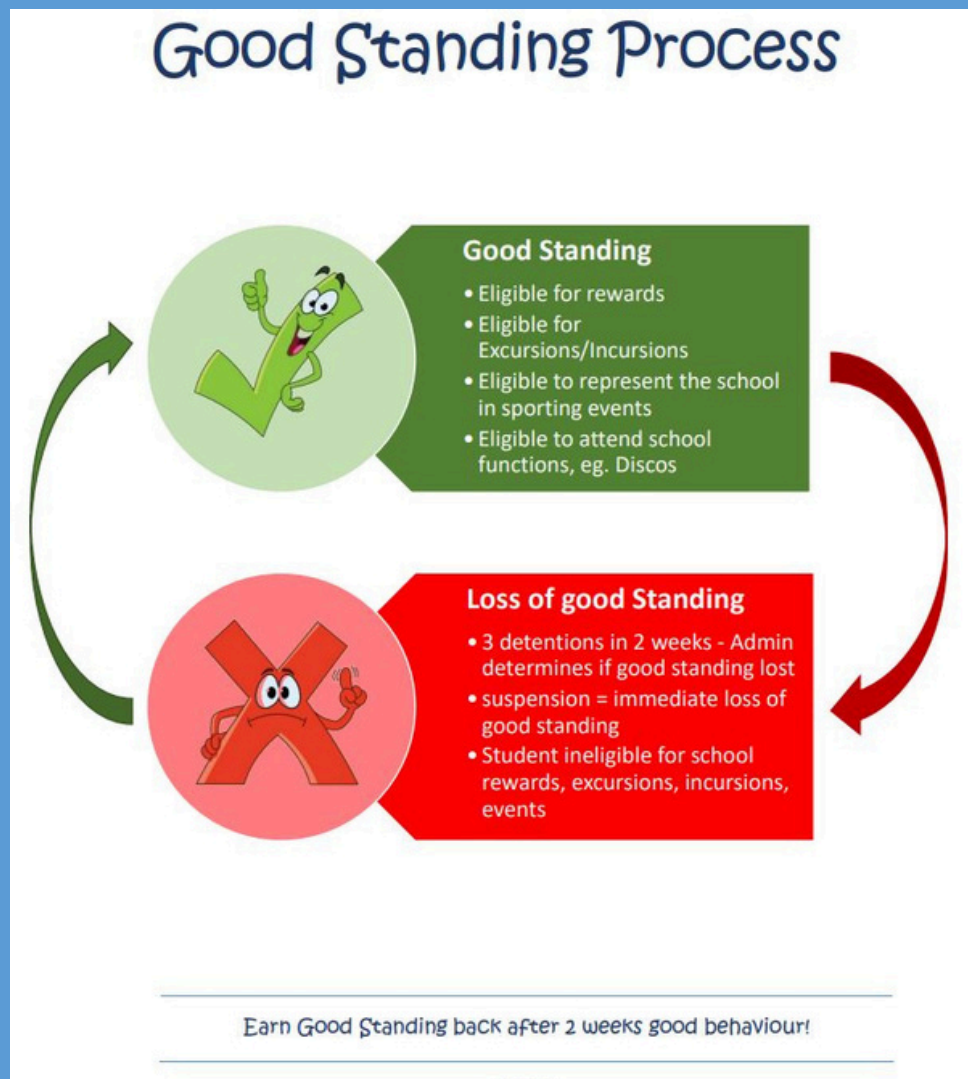 Good Standing Process
Good Standing
• Eligible for rewards
• Eligible for
Excursions/Incursions
• Eligible to represent the school
in sporting events
• Eligible to attend school
functions, eg. Discos
Loss of good Standing
• 3 detentions in 2 weeks - Admin
determines if good standing lost
• suspension = immediate loss of
good standing
• Student ineligible for school
rewards, excursions, incursions,
events
Earn Good Standing back after 2 weeks good behaviour!